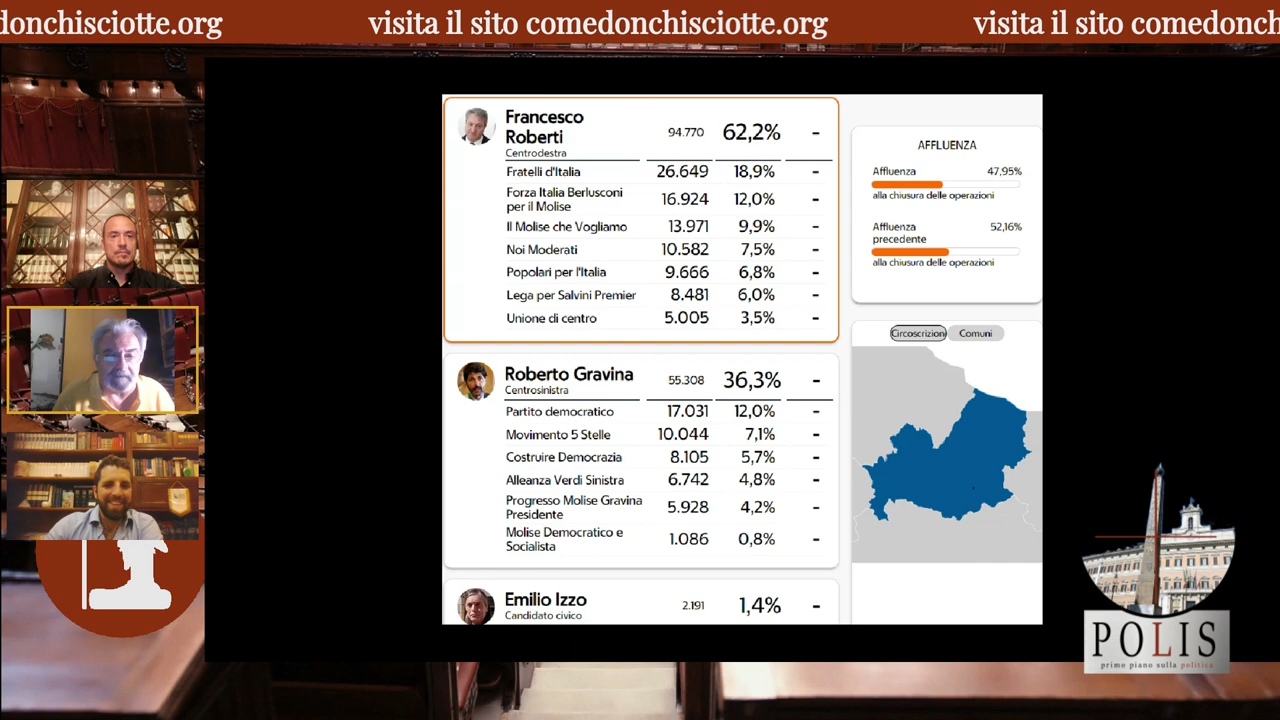 donchisciotte.org
visita il sito comedonchisciotte.org
visita il sito comedonch
Francesco
Roberti
Centrodestra
94.770 62,2% -
Fratelli d'Italia 26.649 18,9% -
Forza Italia Berlusconi
per il Molise
16.924 12,0% -
Il Molise che Vogliamo 13.971 9,9% -
Noi Moderati 10.582 7,5% -
Popolari per l'Italia 9.666 6,8% -
Lega per Salvini Premier 8.481 6,0% -
Unione di centro 5.005 3,5% -
Roberto Gravina
Centrosinistra
55.308 36,3% -
Partito democratico 17.031 12,0% -
Movimento 5 Stelle 10.044 7,1% -
Costruire Democrazia 8.105 5,7% -
Alleanza Verdi Sinistra 6.742 4,8% -
Progresso Molise Gravina
Presidente
5.928 4,2% -
Molise Democratico e
Socialista
1.086 0,8% -
Emilio Izzo
Candidato civico
2.191 1,4% -
AFFLUENZA
Affluenza 47,95%
alla chiusura delle operazioni
Affluenza
precedente
52,16%
alla chiusura delle operazioni
Circoscrizioni Comuni
POLIS
primo piano sulla politica